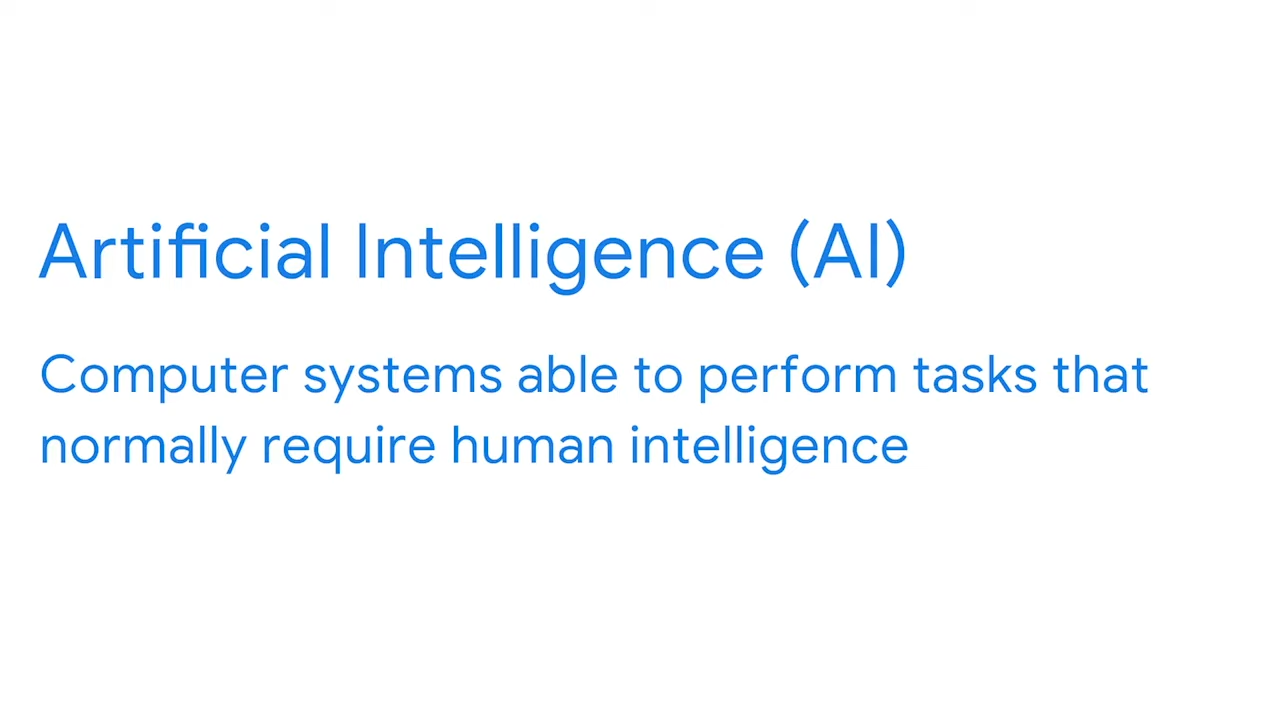 Artificial Intelligence (AI)
Computer systems able to perform tasks that
normally require human intelligence